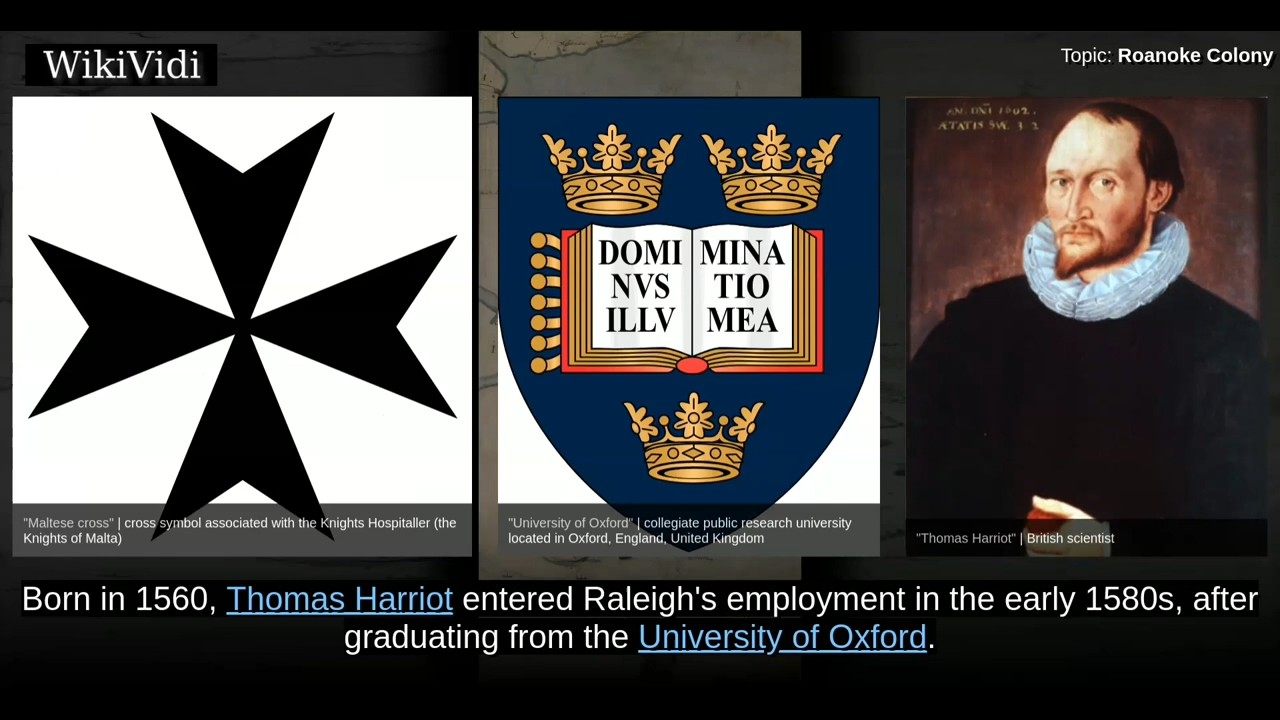 WikiVidi
Topic: Roanoke Colony
DOMI MINA
NVS TIO
ILLV MEA
AN. DNI 1602.
ÆTATIS SVÆ 32
"Maltese cross" | cross symbol associated with the Knights Hospitaller (the
Knights of Malta)
"University of Oxford" | collegiate public research university
located in Oxford, England, United Kingdom
"Thomas Harriot" | British scientist
Born in 1560, Thomas Harriot entered Raleigh's employment in the early 1580s, after
graduating from the University of Oxford.